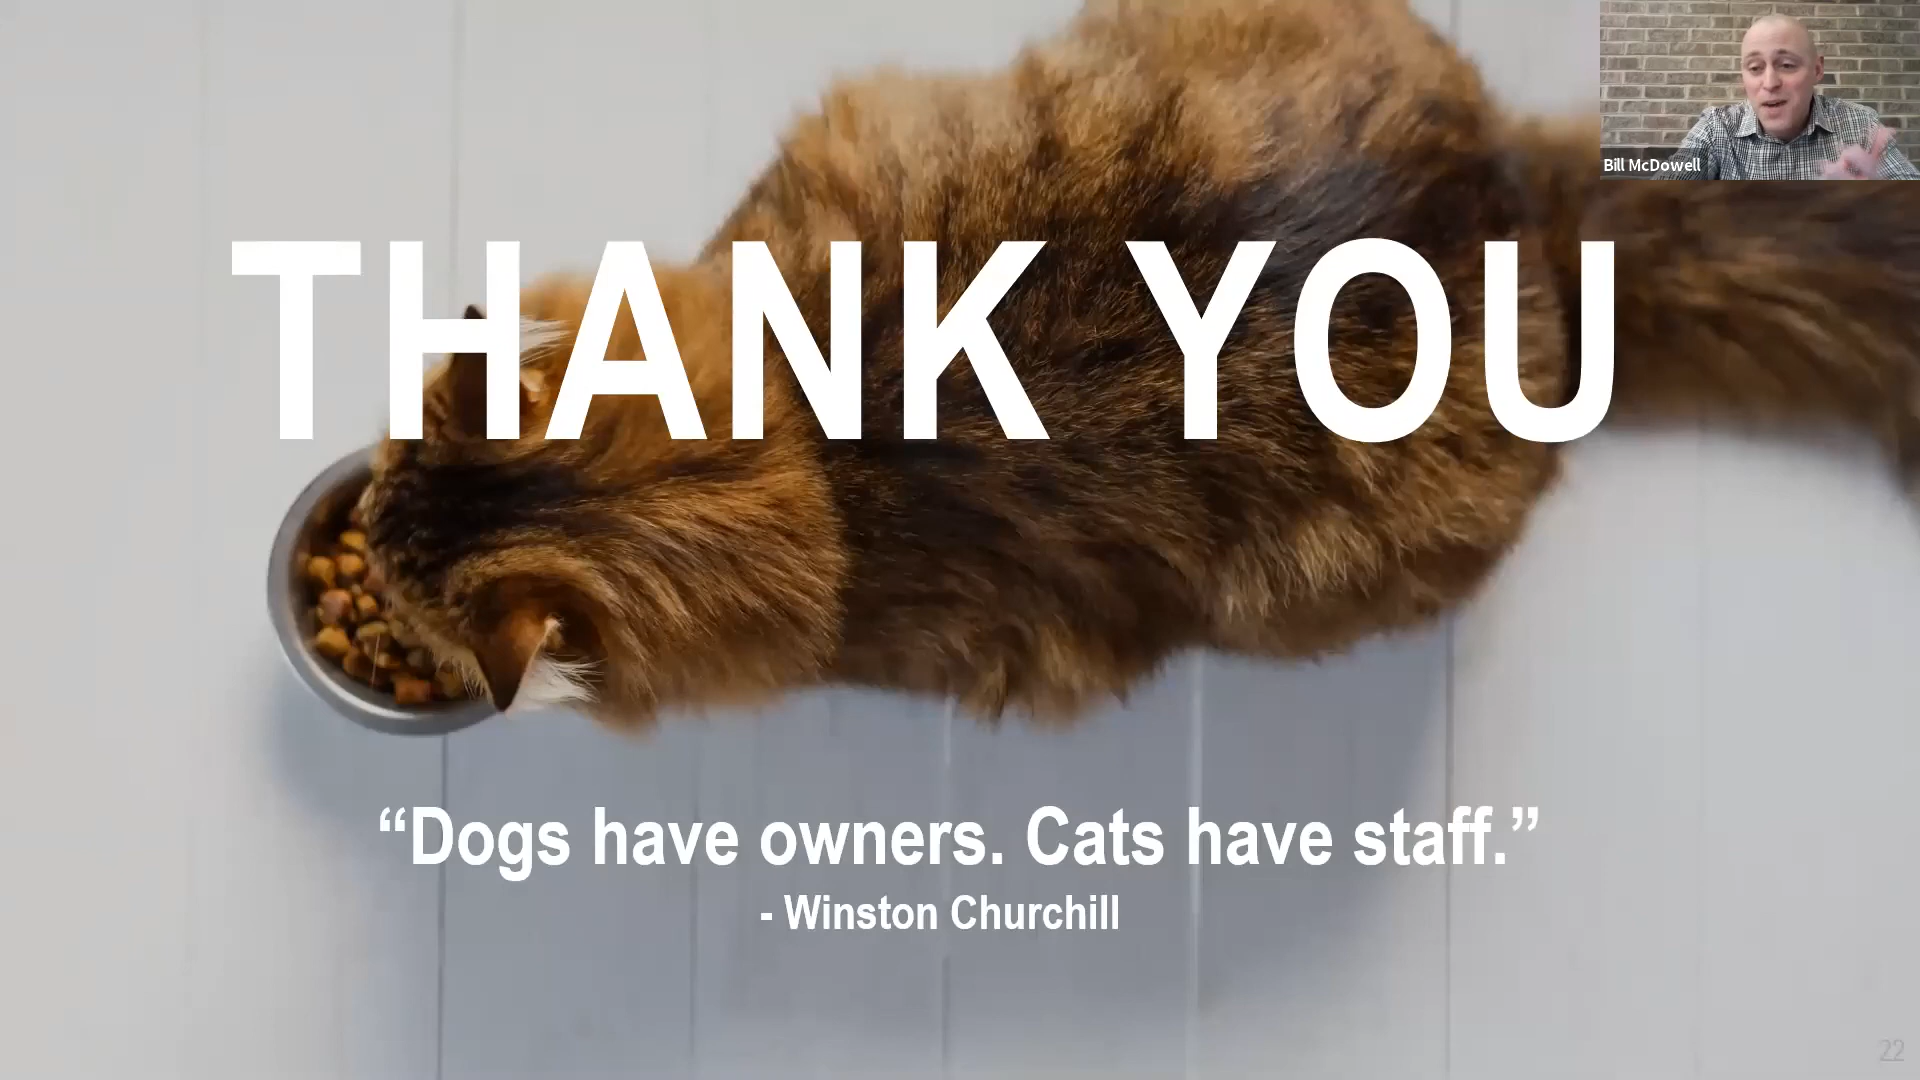 Bill McDowell
THANK YOU
“Dogs have owners. Cats have staff.”
- Winston Churchill
22